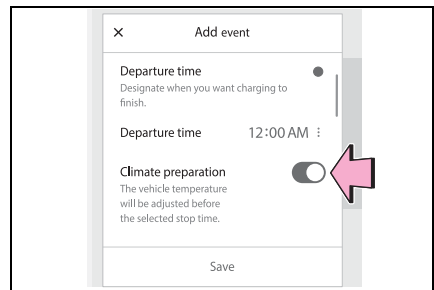 × Add event
Departure time
Designate when you want charging to
finish.
Departure time 12:00 AM
Climate preparation
The vehicle temperature
will be adjusted before
the selected stop time.
Save